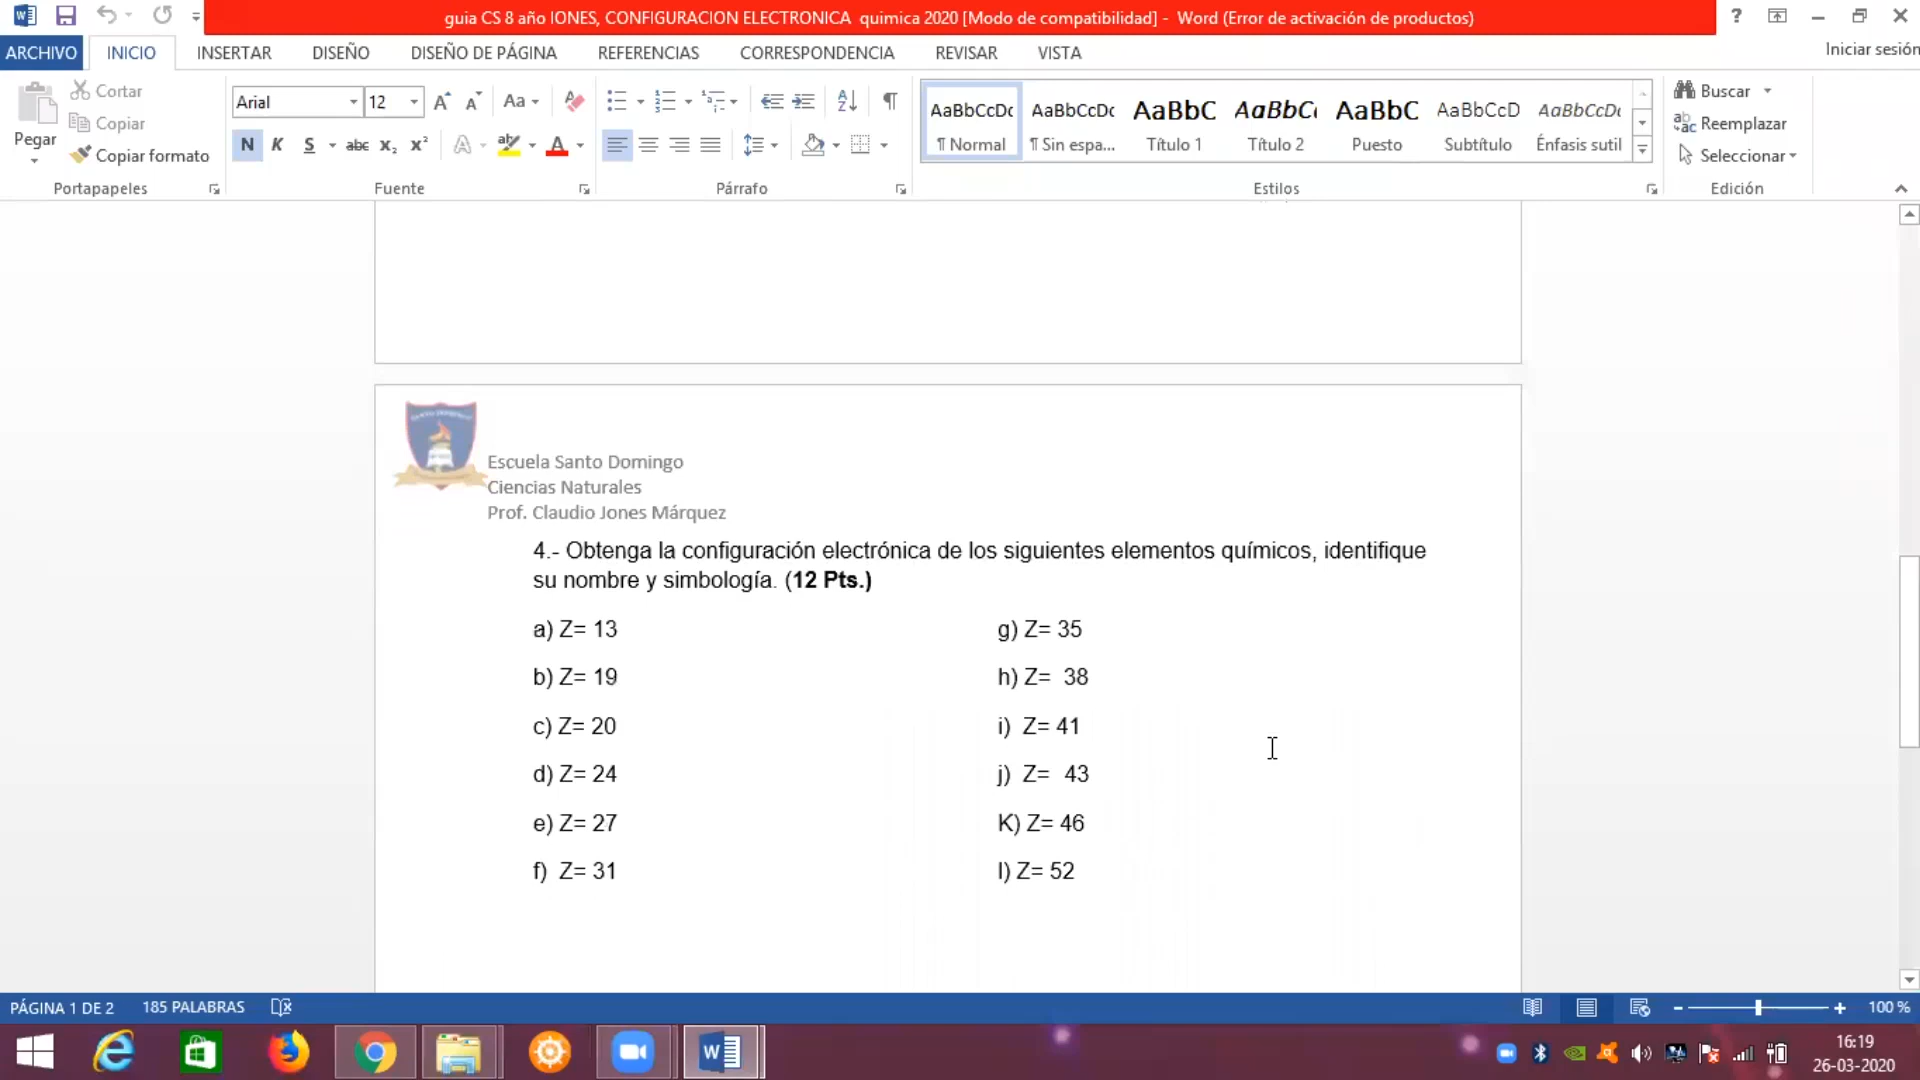 guia CS 8 año IONES, CONFIGURACION ELECTRONICA quimica 2020 [Modo de compatibilidad] - Word (Error de activación de productos)
ARCHIVO INICIO INSERTAR DISEÑO DISEÑO DE PÁGINA REFERENCIAS CORRESPONDENCIA REVISAR VISTA Iniciar sesión
Pegar
Cortar
Copiar
Copiar formato
Portapapeles
Arial 12
N K S abc x₂ x²
Fuente
Párrafo
AaBbCcDc AaBbCcDc AaBbC AaBbCc AaBbC AaBbCcD AaBbCcDc
¶ Normal ¶ Sin espa... Título 1 Título 2 Puesto Subtítulo Énfasis sutil
Estilos
Buscar
Reemplazar
Seleccionar
Edición
Escuela Santo Domingo
Ciencias Naturales
Prof. Claudio Jones Márquez
4.- Obtenga la configuración electrónica de los siguientes elementos químicos, identifique
su nombre y simbología. (12 Pts.)
a) Z= 13 g) Z= 35
b) Z= 19 h) Z= 38
c) Z= 20 i) Z= 41
d) Z= 24 j) Z= 43
e) Z= 27 K) Z= 46
f) Z= 31 l) Z= 52
PÁGINA 1 DE 2 185 PALABRAS 100 %
16:19
26-03-2020